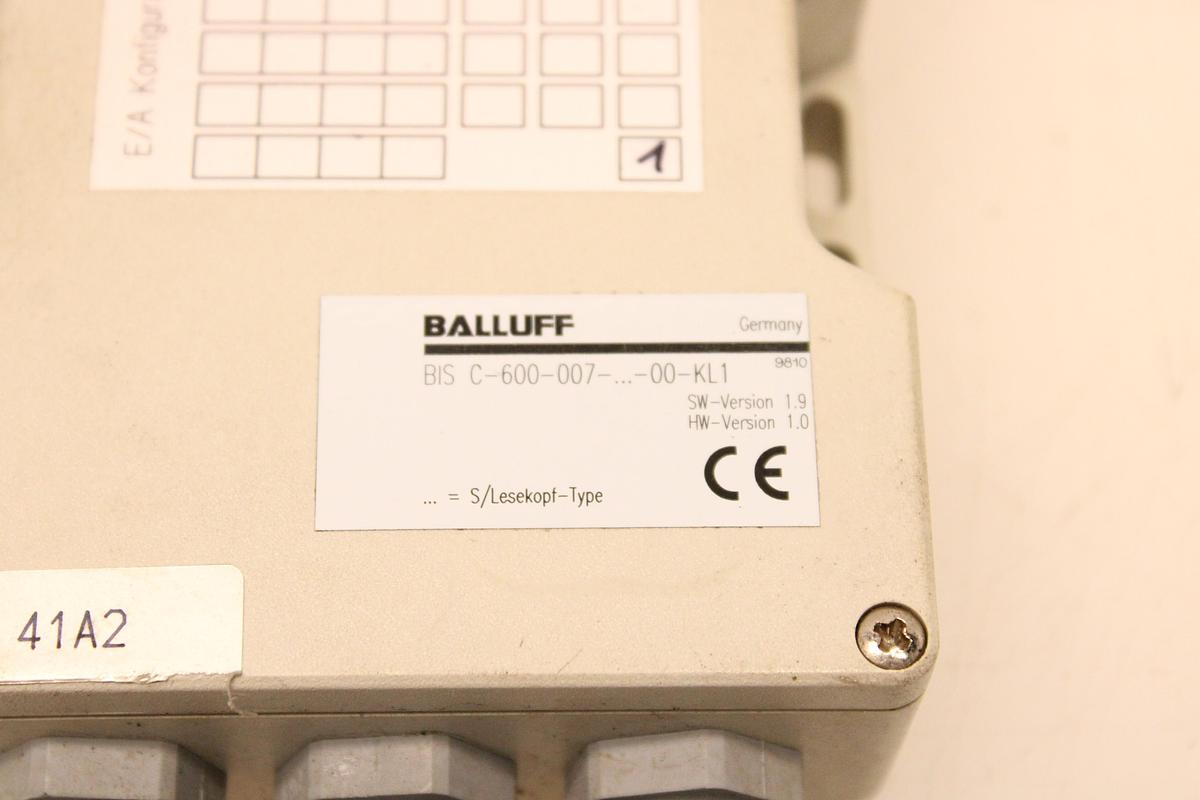 E/A Konfigur
1
BALLUFF Germany
9810
BIS C-600-007-...-00-KL1
SW-Version 1.9
HW-Version 1.0
CE
... = S/Lesekopf-Type
41A2